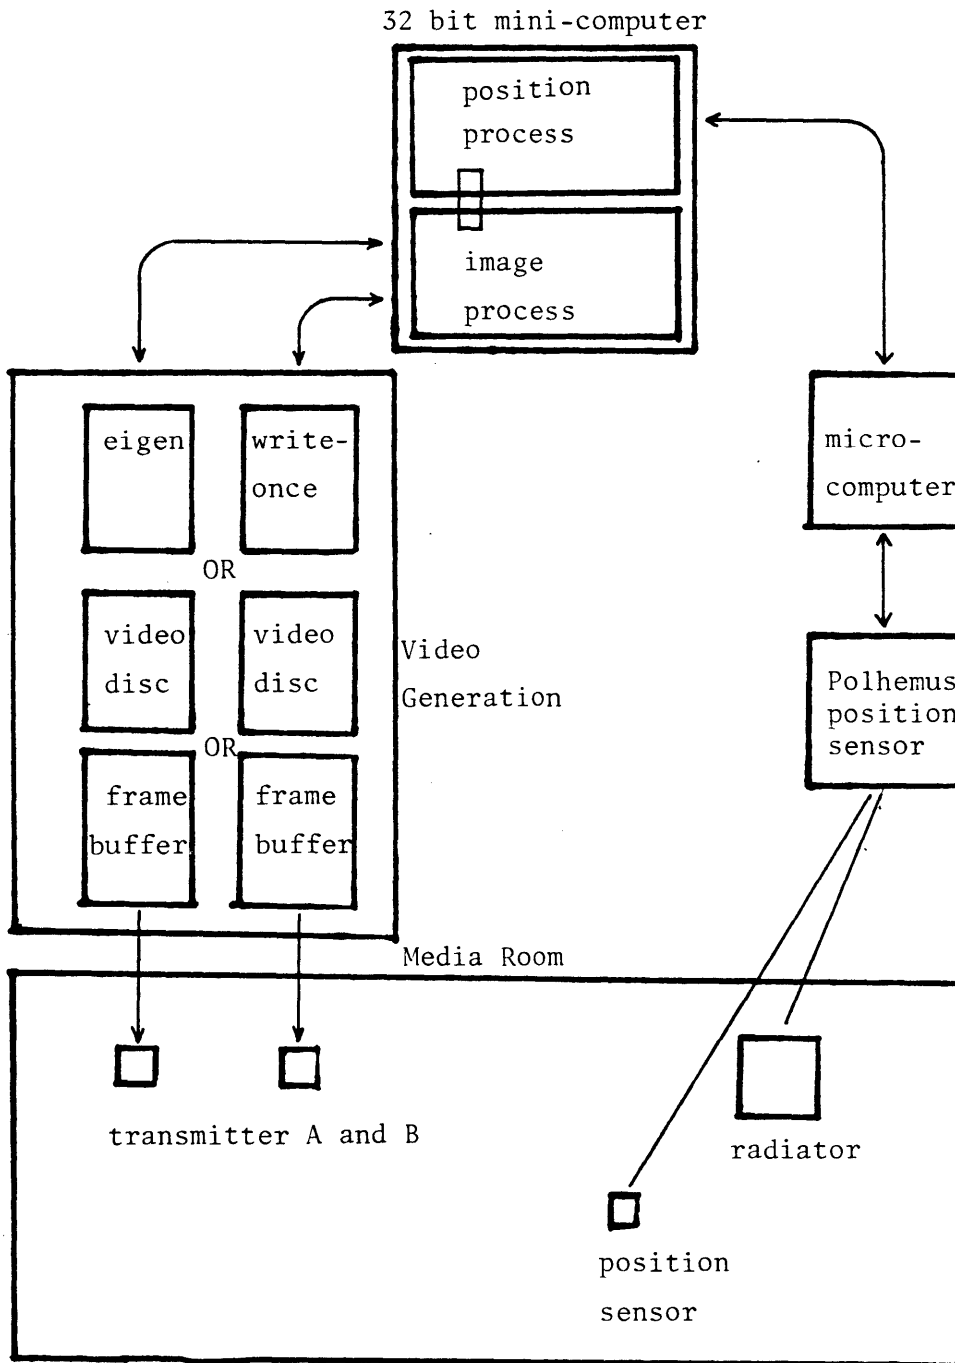 32 bit mini-computer
position
process
image
process
eigen
write-
once
OR
video
disc
video
disc
OR
frame
buffer
frame
buffer
Video
Generation
micro-
computer
Polhemus
position
sensor
Media Room
transmitter A and B
radiator
position
sensor